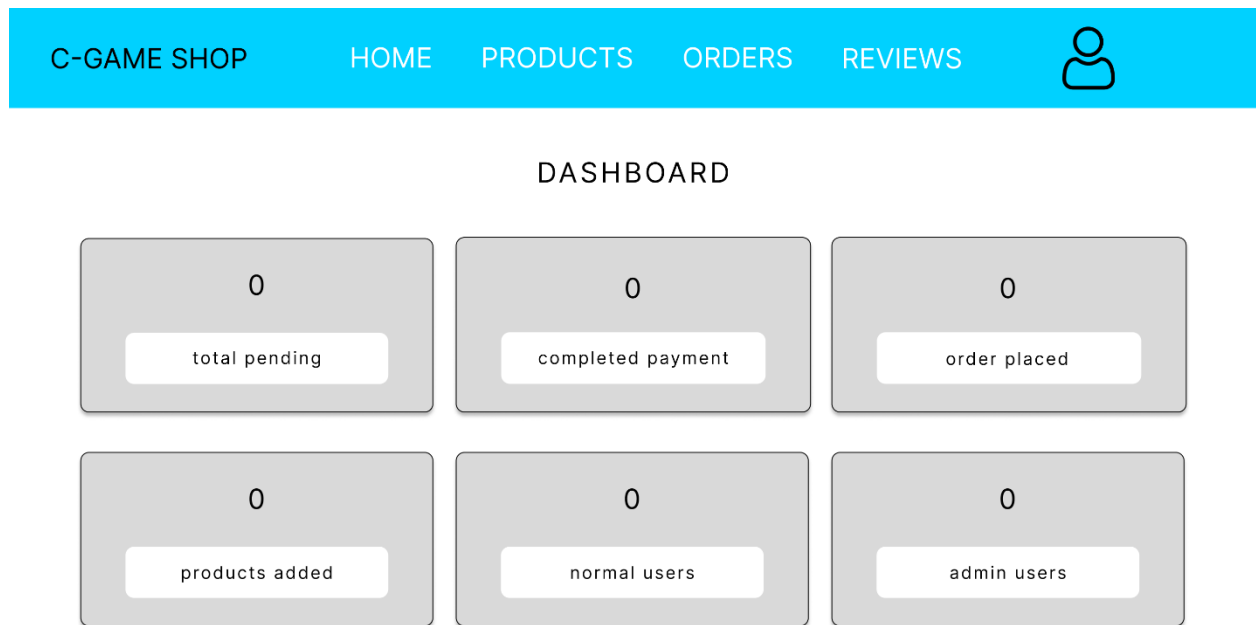 C-GAME SHOP HOME PRODUCTS ORDERS REVIEWS
DASHBOARD
0 0 0
total pending completed payment order placed
0 0 0
products added normal users admin users